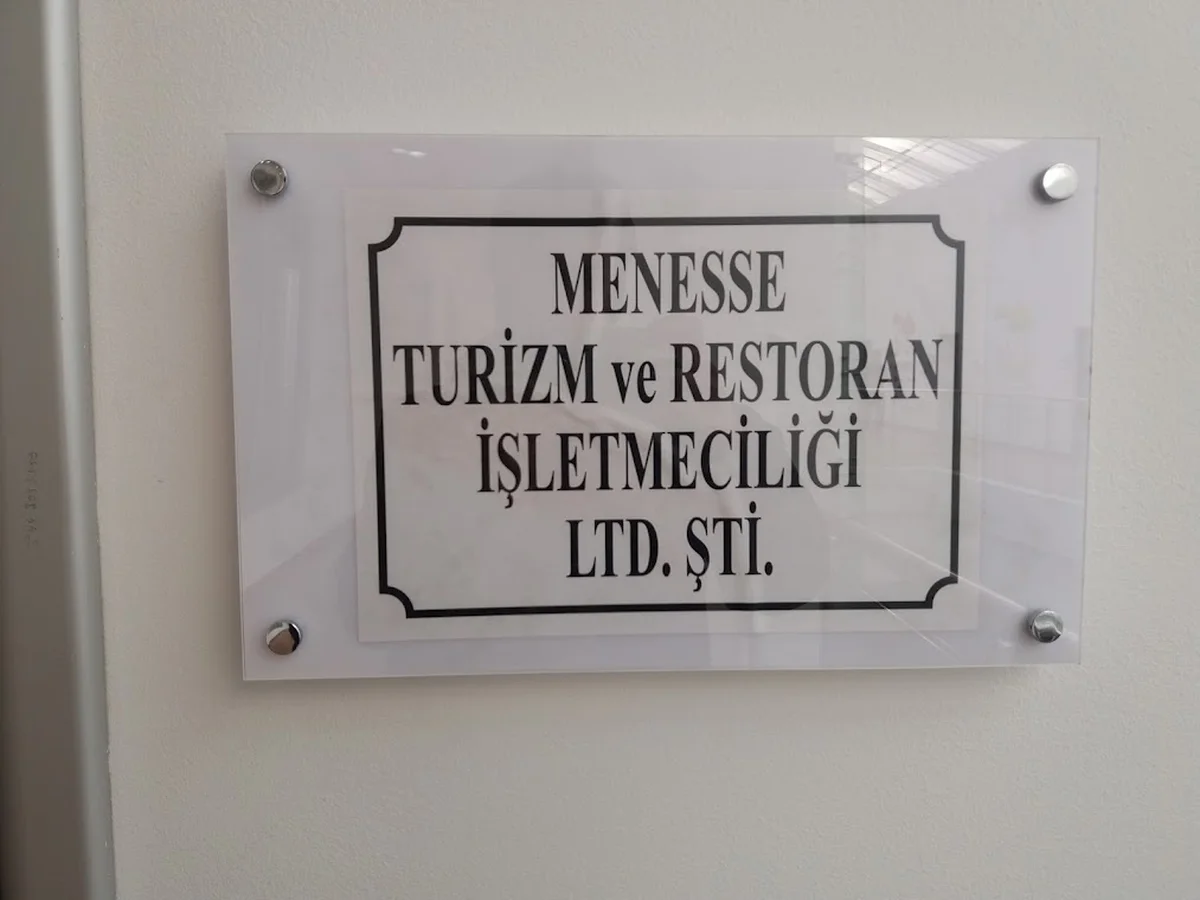 MENESSE
TURİZM ve RESTORAN
İŞLETMECİLİĞİ
LTD. ŞTİ.